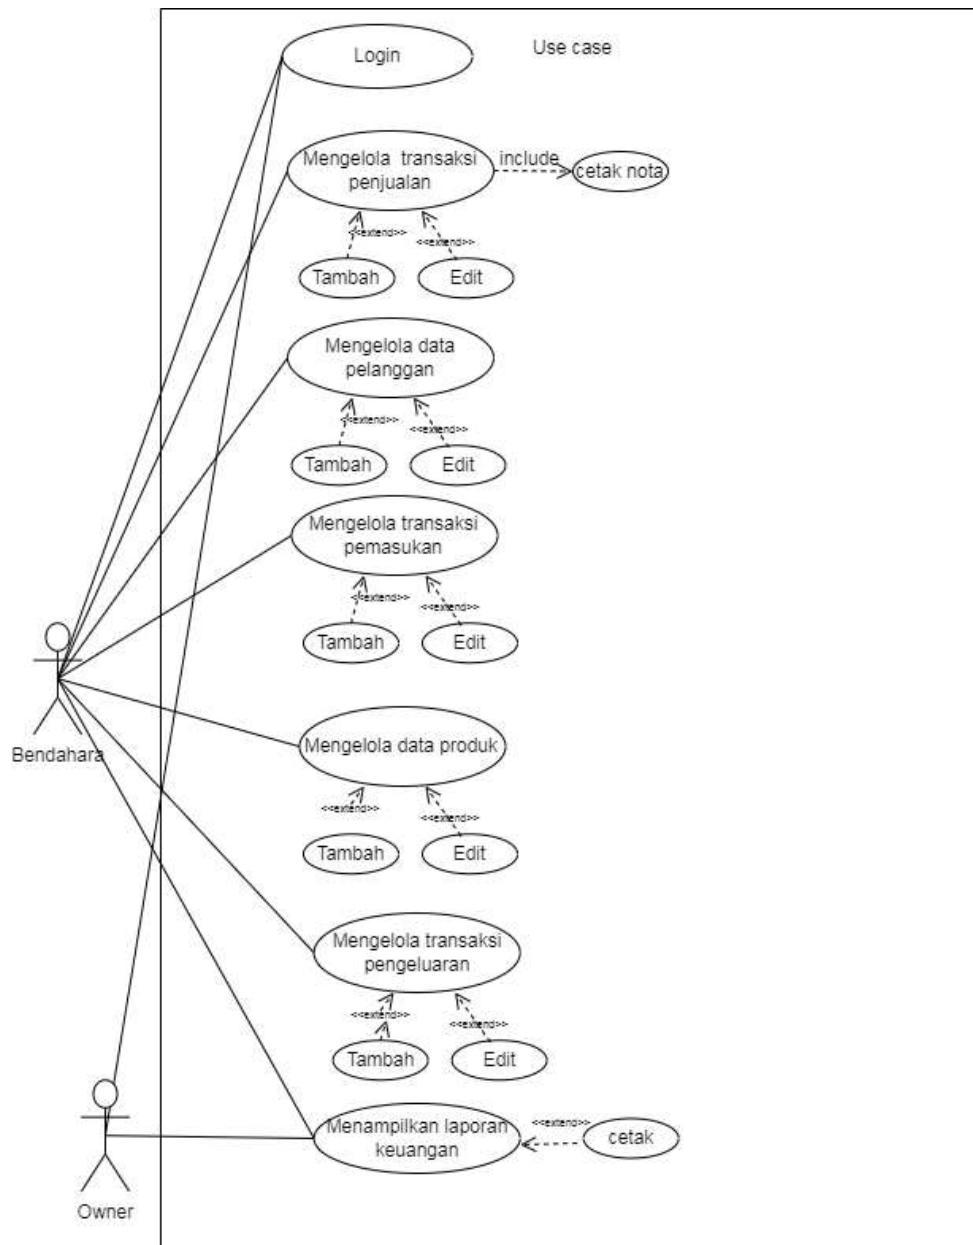 Login
Use case
Mengelola transaksi
penjualan
include
cetak nota
<<extend>>
<<extend>>
Tambah
Edit
Mengelola data
pelanggan
<<extend>>
<<extend>>
Tambah
Edit
Mengelola transaksi
pemasukan
<<extend>>
<<extend>>
Tambah
Edit
Bendahara
Mengelola data produk
<<extend>>
<<extend>>
Tambah
Edit
Mengelola transaksi
pengeluaran
<<extend>>
<<extend>>
Tambah
Edit
Menampilkan laporan
keuangan
<<extend>>
cetak
Owner